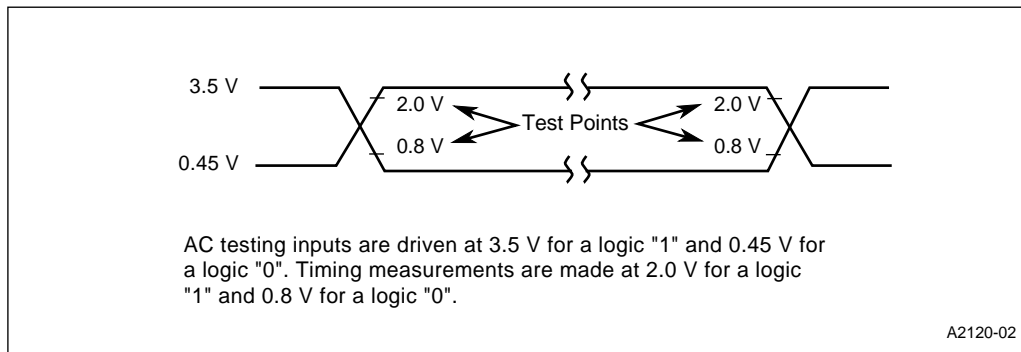 3.5 V
2.0 V
2.0 V
Test Points
0.8 V
0.8 V
0.45 V
AC testing inputs are driven at 3.5 V for a logic "1" and 0.45 V for
a logic "0". Timing measurements are made at 2.0 V for a logic
"1" and 0.8 V for a logic "0".
A2120-02